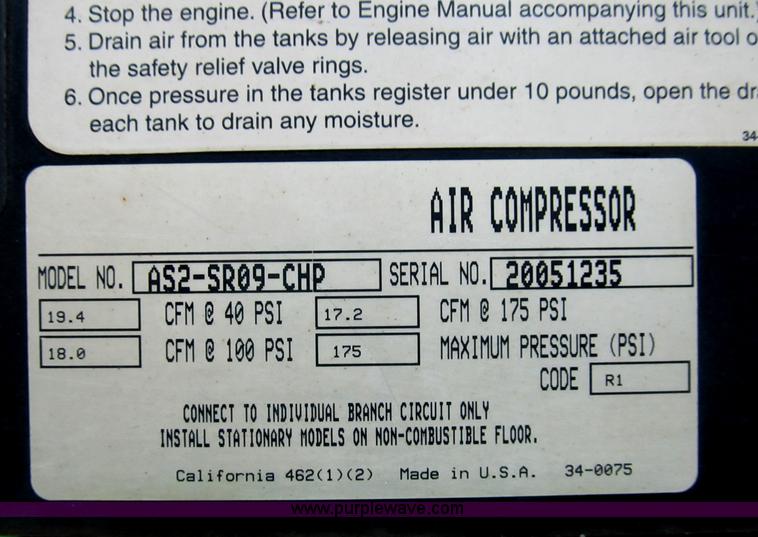 4. Stop the engine. (Refer to Engine Manual accompanying this unit.)
5. Drain air from the tanks by releasing air with an attached air tool
the safety relief valve rings.
6. Once pressure in the tanks register under 10 pounds, open the
each tank to drain any moisture.
34-
AIR COMPRESSOR
MODEL NO. AS2-SR09-CHP SERIAL NO. 20051235
19.4 CFM @ 40 PSI 17.2 CFM @ 175 PSI
18.0 CFM @ 100 PSI 175 MAXIMUM PRESSURE (PSI)
CODE R1
CONNECT TO INDIVIDUAL BRANCH CIRCUIT ONLY
INSTALL STATIONARY MODELS ON NON-COMBUSTIBLE FLOOR.
California 462(1)(2) Made in U.S.A. 34-0075
www.purplewave.com